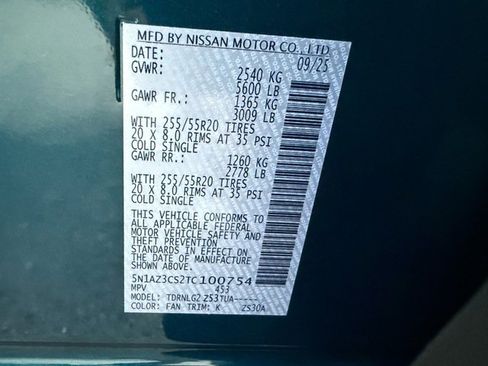 MFD BY NISSAN MOTOR CO., LTD
DATE: 09/25
GVWR: 2540 KG
5600 LB
GAWR FR.: 1365 KG
3009 LB
WITH 255/55R20 TIRES
20 X 8.0 RIMS AT 35 PSI
COLD SINGLE
GAWR RR.: 1260 KG
2778 LB
WITH 255/55R20 TIRES
20 X 8.0 RIMS AT 35 PSI
COLD SINGLE
THIS VEHICLE CONFORMS TO
ALL APPLICABLE FEDERAL
MOTOR VEHICLE SAFETY AND
THEFT PREVENTION
STANDARDS IN EFFECT ON
THE DATE OF MANUFACTURE
SHOWN ABOVE.
5N1AZ3CS2TC100754
MPV 453
MODEL: TDRNLG2 Z53TUA-----
COLOR: FAN TRIM: K Z530A